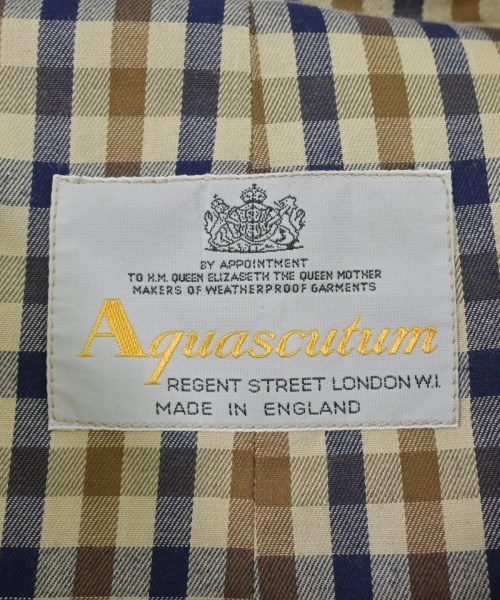 BY APPOINTMENT
TO H.M. QUEEN ELIZABETH THE QUEEN MOTHER
MAKERS OF WEATHERPROOF GARMENTS
Aquascutum
REGENT STREET LONDON W.I.
MADE IN ENGLAND